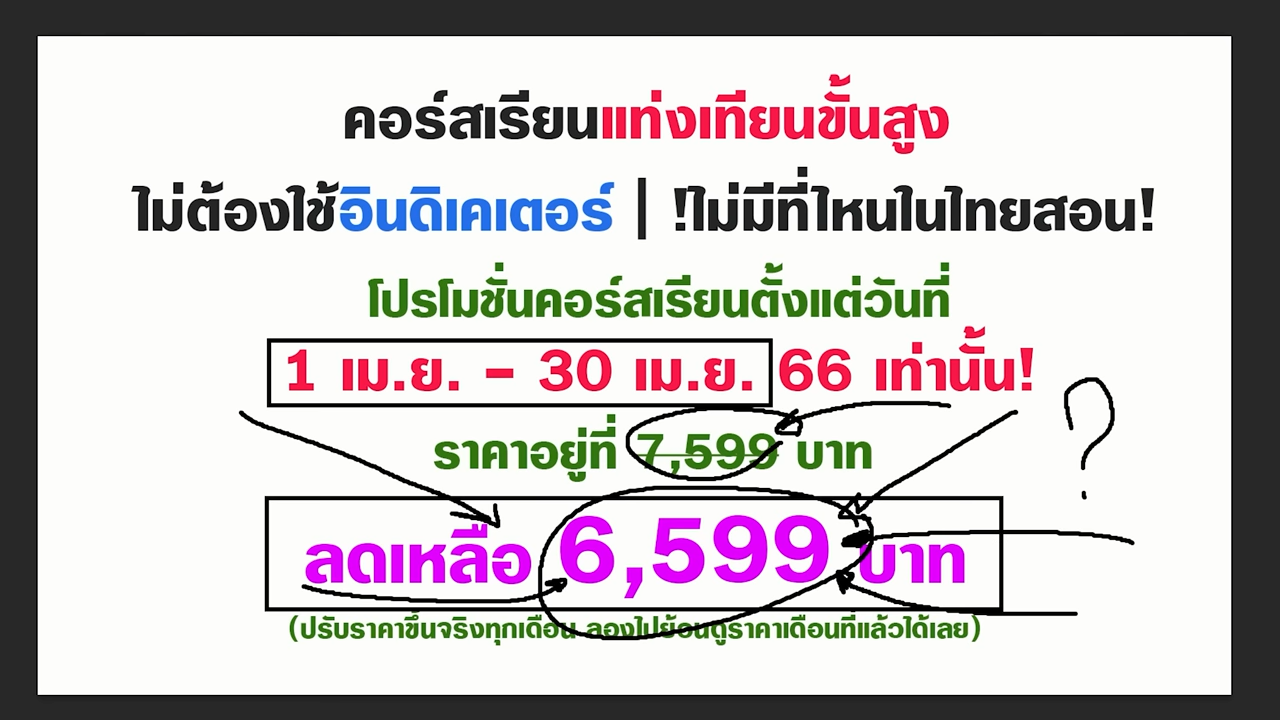 คอร์สเรียนแท่งเทียนขั้นสูง
ไม่ต้องใช้อินดิเคเตอร์ | !ไม่มีที่ไหนในไทยสอน!
โปรโมชั่นคอร์สเรียนตั้งแต่วันที่
1 เม.ย. - 30 เม.ย. 66 เท่านั้น!
ราคาอยู่ที่ 7,599 บาท
?
ลดเหลือ 6,599 บาท
(ปรับราคาขึ้นจริงทุกเดือน ลองไปย้อนดูราคาเดือนที่แล้วได้เลย)